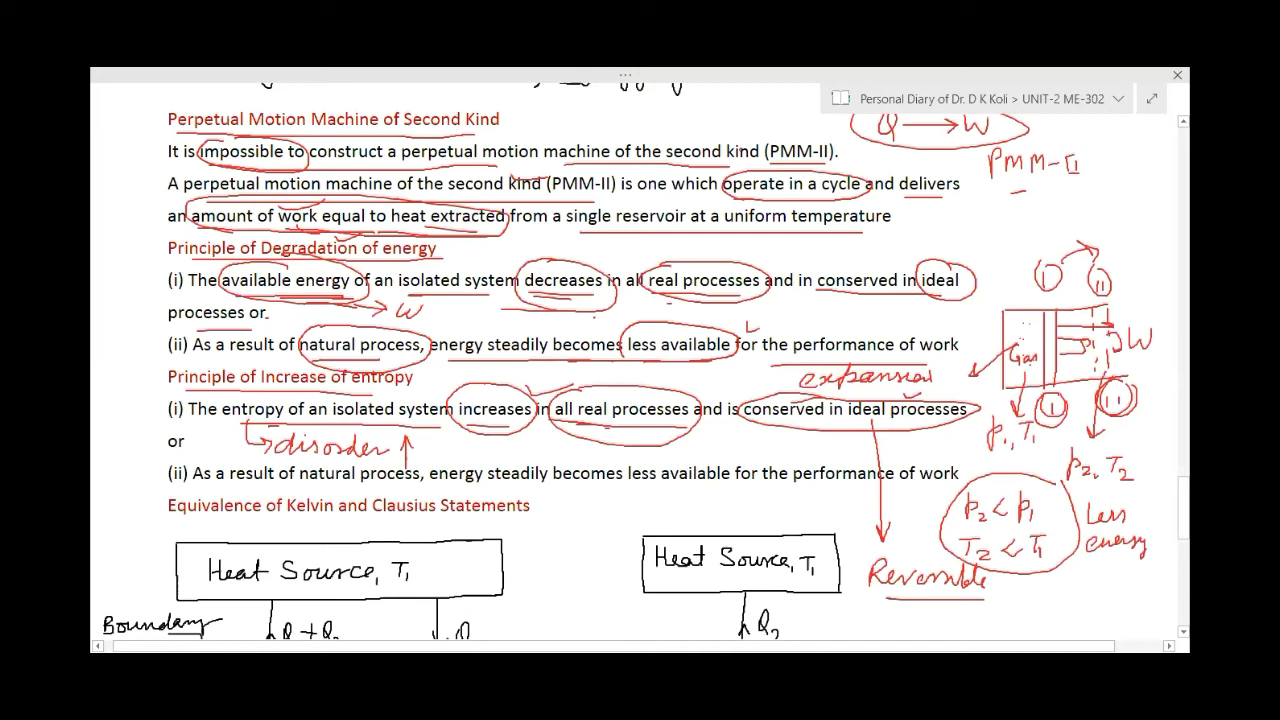 Personal Diary of Dr. D K Koli > UNIT-2 ME-302
Perpetual Motion Machine of Second Kind
Q → W
It is impossible to construct a perpetual motion machine of the second kind (PMM-II).
PMM-II
A perpetual motion machine of the second kind (PMM-II) is one which operate in a cycle and delivers
an amount of work equal to heat extracted from a single reservoir at a uniform temperature
Principle of Degradation of energy
(i) The available energy of an isolated system decreases in all real processes and in conserved in ideal
I II
processes or
→ W
(ii) As a result of natural process, energy steadily becomes less available for the performance of work
Gas
W
Principle of Increase of entropy
expansion
(i) The entropy of an isolated system increases in all real processes and is conserved in ideal processes
I II
or
disorder ↑
P1, T1
(ii) As a result of natural process, energy steadily becomes less available for the performance of work
P2, T2
Equivalence of Kelvin and Clausius Statements
P2 < P1
T2 < T1
Less
energy
Heat Source, T1
Heat Source, T1
Reversible
Boundary
Q2